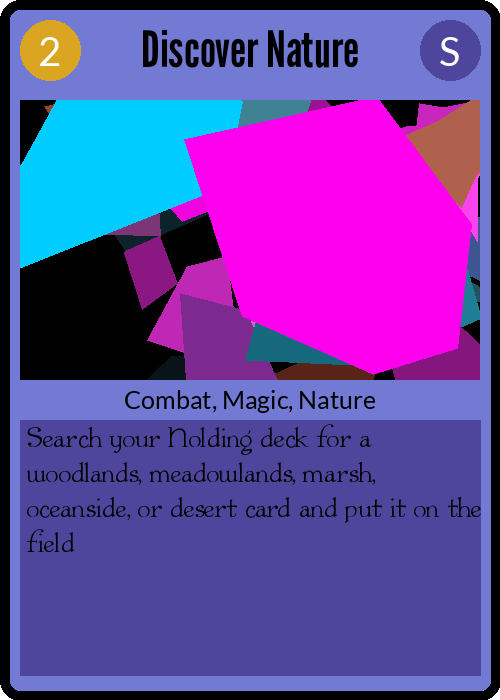 2
Discover Nature
S
Combat, Magic, Nature
Search your Nolding deck for a
woodlands, meadowlands, marsh,
oceanside, or desert card and put it on the
field